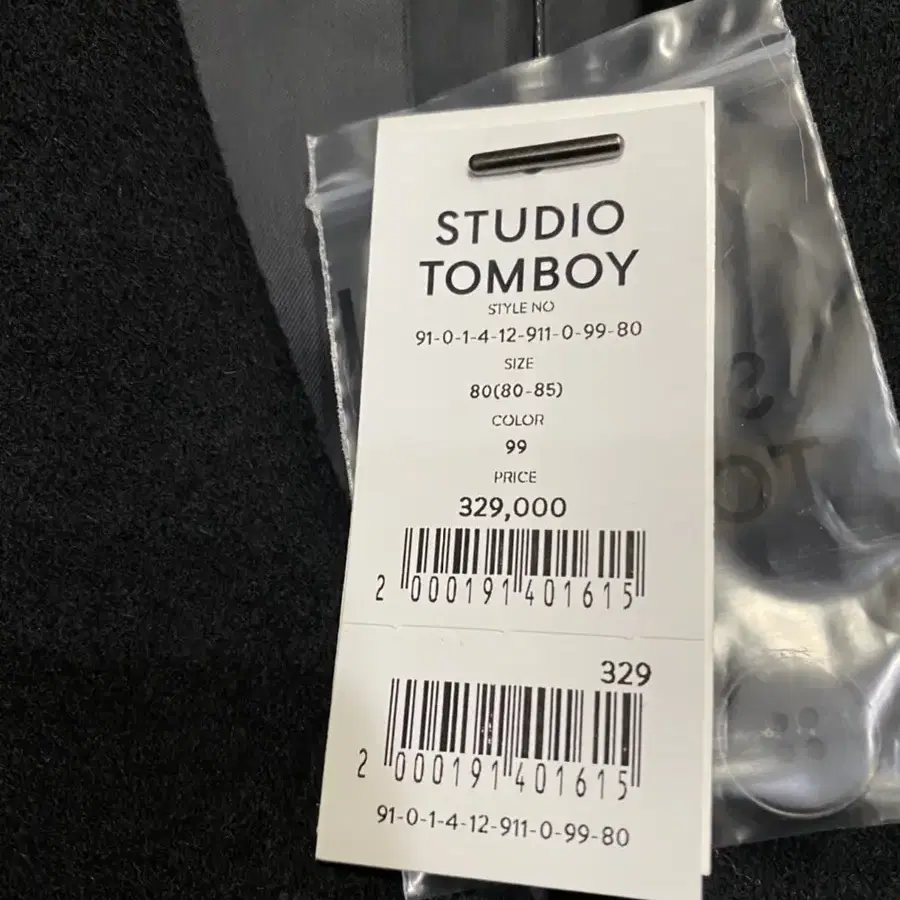 STUDIO
TOMBOY
STYLE NO
91-0-1-4-12-911-0-99-80
SIZE
80(80-85)
COLOR
99
PRICE
329,000
2 000191 401615
329
2 000191 401615
91-0-1-4-12-911-0-99-80
S
TO